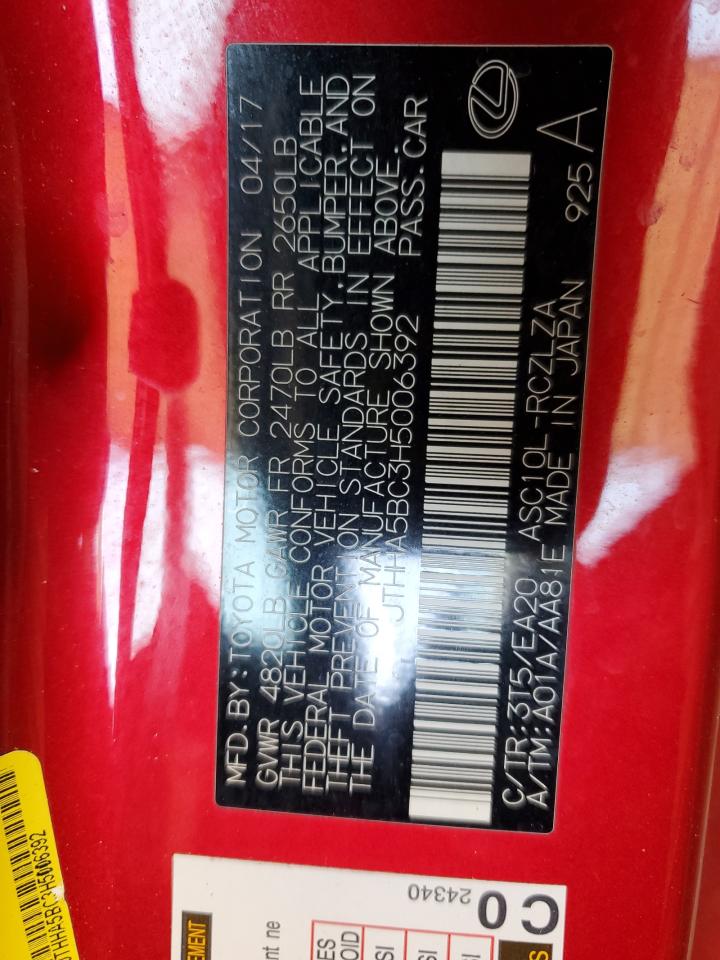 MFD. BY: TOYOTA MOTOR CORPORATION 04/17
GVWR 4820LB GAWR FR 2470LB RR 2650LB
THIS VEHICLE CONFORMS TO ALL APPLICABLE
FEDERAL MOTOR VEHICLE SAFETY, BUMPER, AND
THEFT PREVENTION STANDARDS IN EFFECT ON
THE DATE OF MANUFACTURE SHOWN ABOVE.
JTHHA5BC3H5006392 PASS. CAR
C/TR: 3T5/EA20 ASC10L-RCZLZA 925 A
A/TM: A01A/AA81E MADE IN JAPAN
JTHHA5BC3H5006392
24340
C0